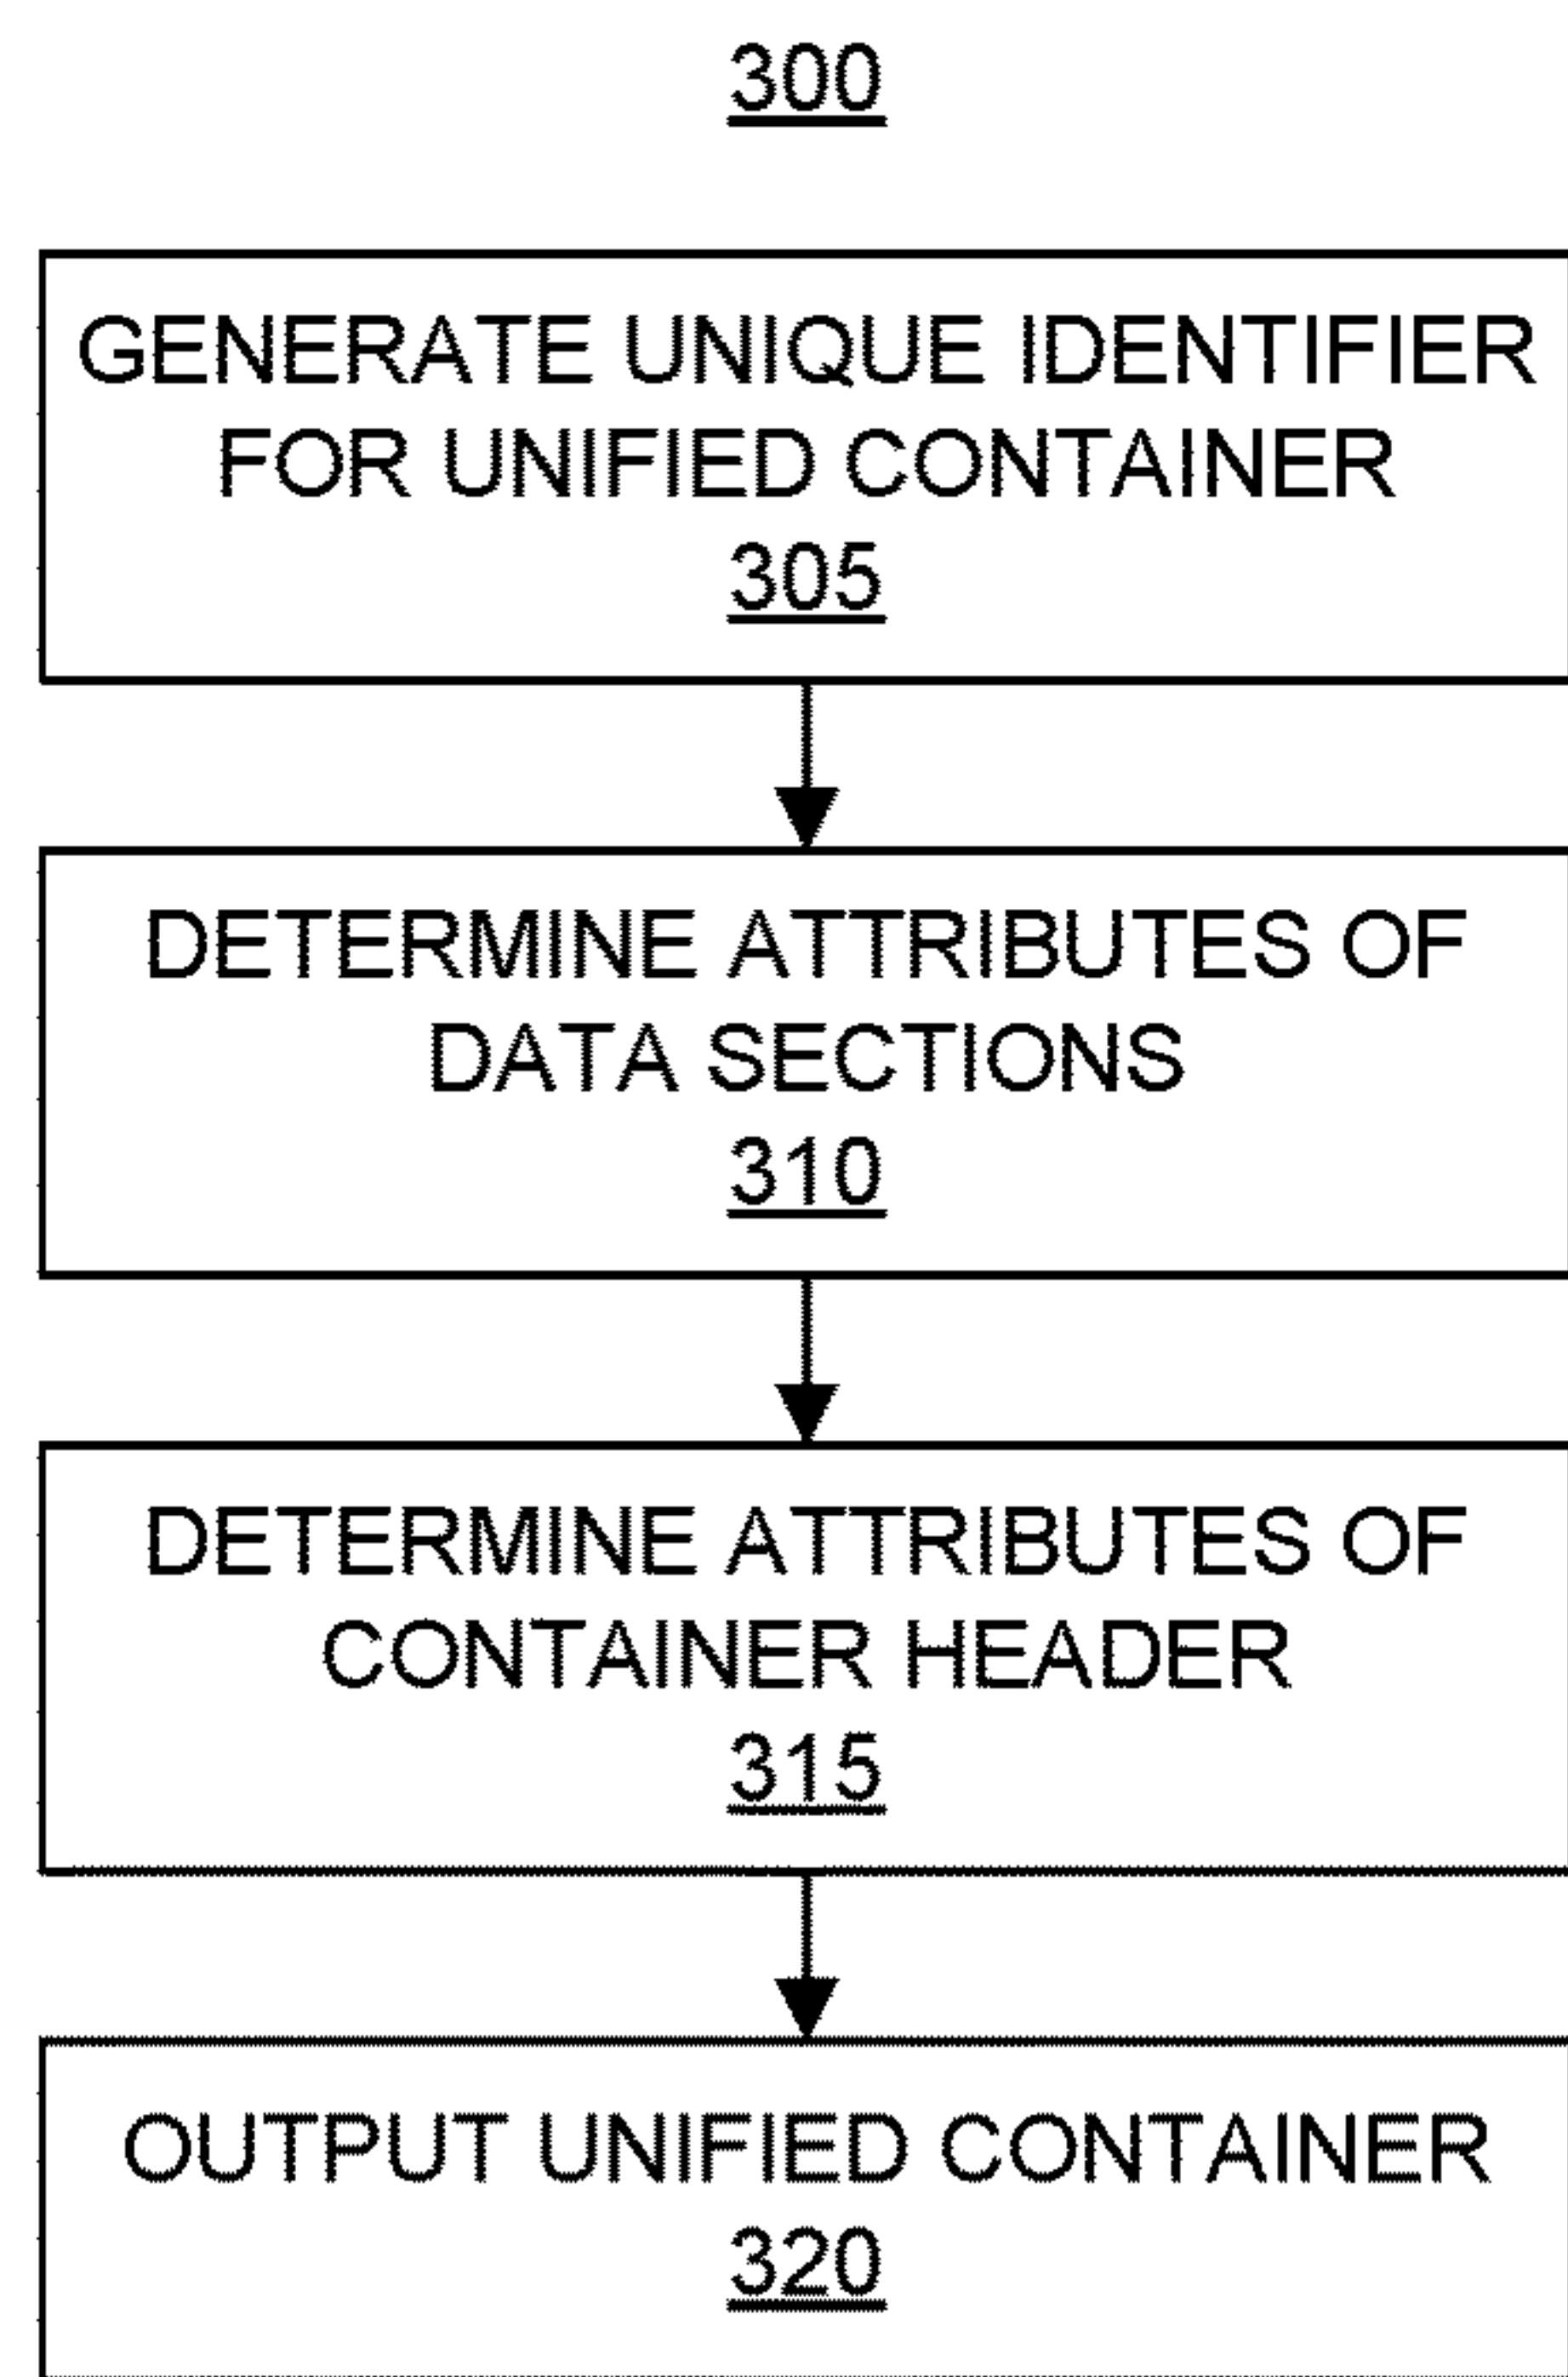 300
GENERATE UNIQUE IDENTIFIER
FOR UNIFIED CONTAINER
305
DETERMINE ATTRIBUTES OF
DATA SECTIONS
310
DETERMINE ATTRIBUTES OF
CONTAINER HEADER
315
OUTPUT UNIFIED CONTAINER
320